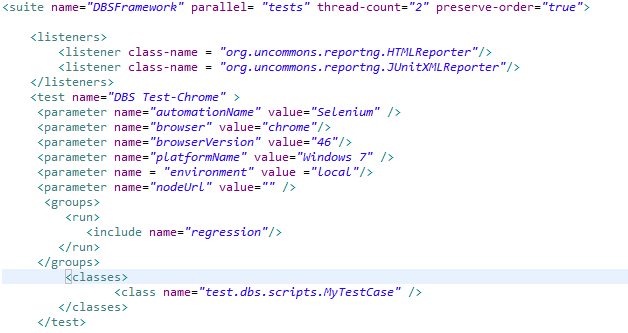 <suite name="DBSFramework" parallel= "tests" thread-count="2" preserve-order="true">
<listeners>
<listener class-name = "org.uncommons.reportng.HTMLReporter"/>
<listener class-name = "org.uncommons.reportng.JUnitXMLReporter"/>
</listeners>
<test name="DBS Test-Chrome" >
<parameter name="automationName" value="Selenium" />
<parameter name="browser" value="chrome"/>
<parameter name="browserVersion" value="46"/>
<parameter name="platformName" value="Windows 7" />
<parameter name = "environment" value ="local"/>
<parameter name="nodeUrl" value="" />
<groups>
<run>
<include name="regression"/>
</run>
</groups>
<classes>
<class name="test.dbs.scripts.MyTestCase" />
</classes>
</test>